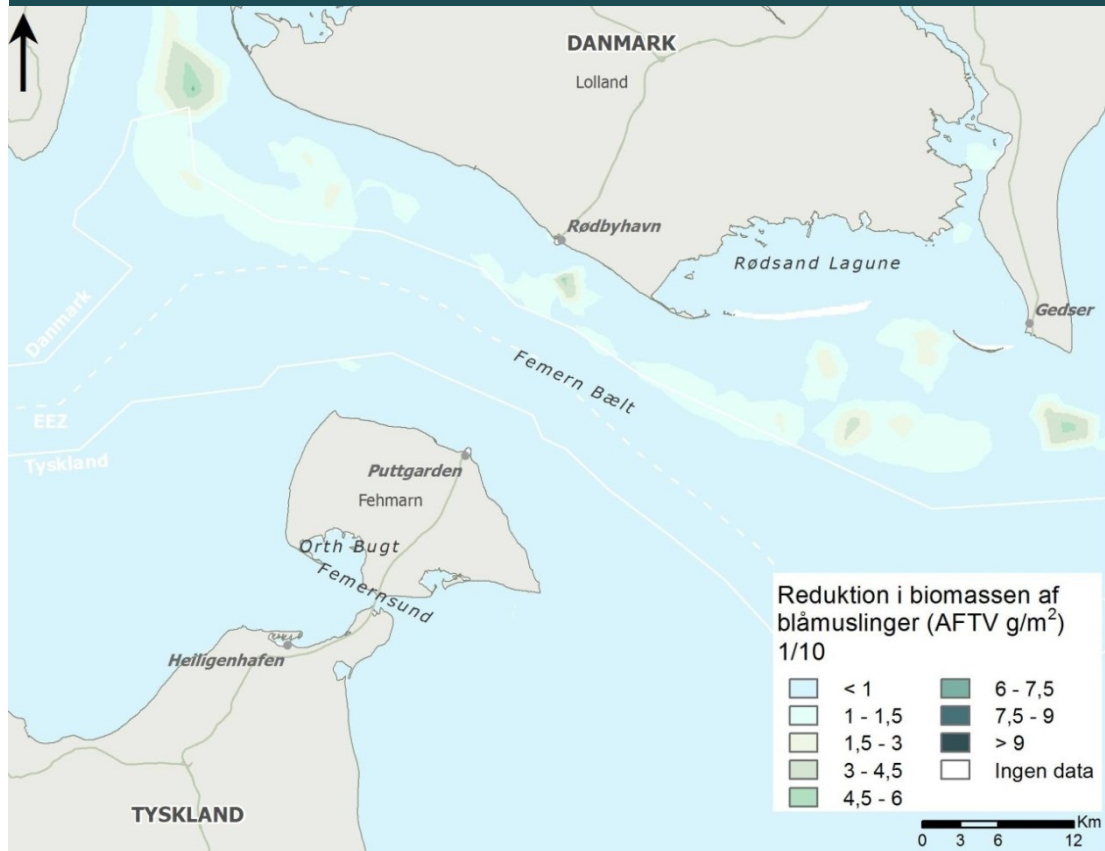 DANMARK
Lolland
Rødbyhavn
Rødsand Lagune
Gedser
Danmark
Femern Bælt
EEZ
Tyskland
Puttgarden
Fehmarn
Orth Bugt
Femernsund
Heiligenhafen
TYSKLAND
Reduktion i biomassen af
blåmuslinger (AFTV g/m²)
1/10
< 1
1 - 1,5
1,5 - 3
3 - 4,5
4,5 - 6
6 - 7,5
7,5 - 9
> 9
Ingen data
Km
0 3 6 12